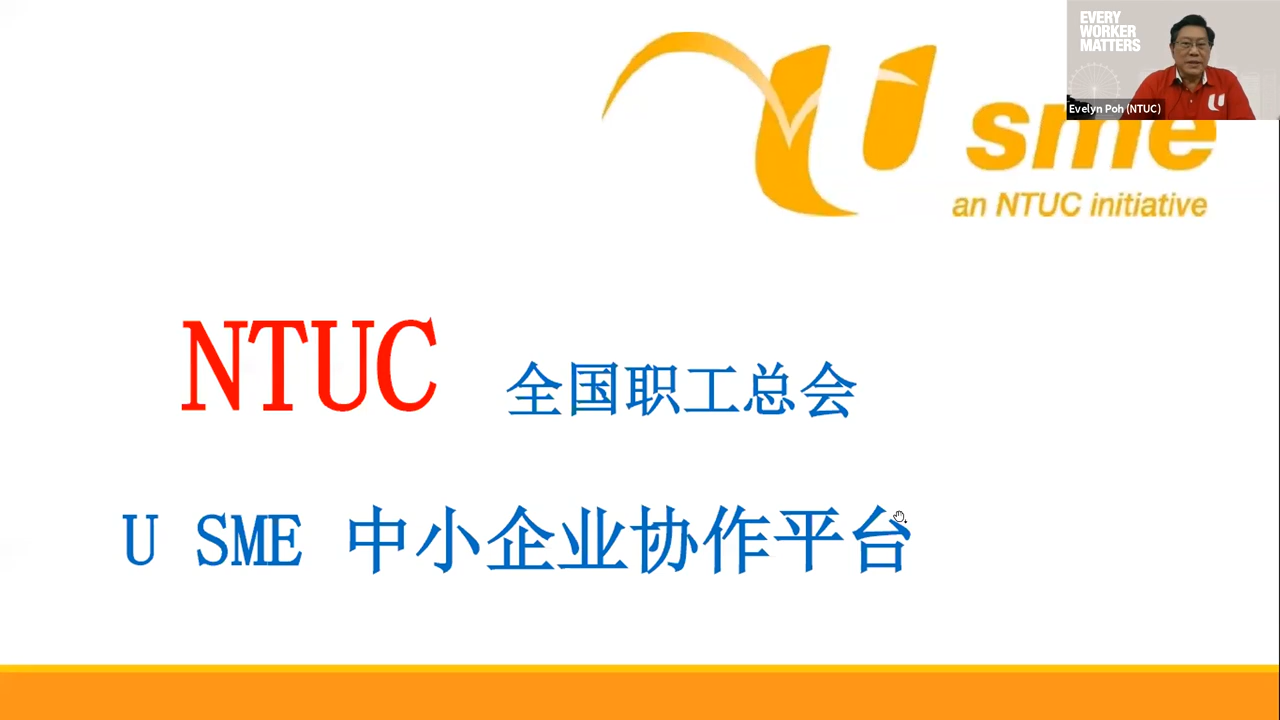 EVERY
WORKER
MATTERS
Evelyn Poh (NTUC)
U sme
an NTUC initiative
NTUC 全国职工总会
U SME 中小企业协作平台